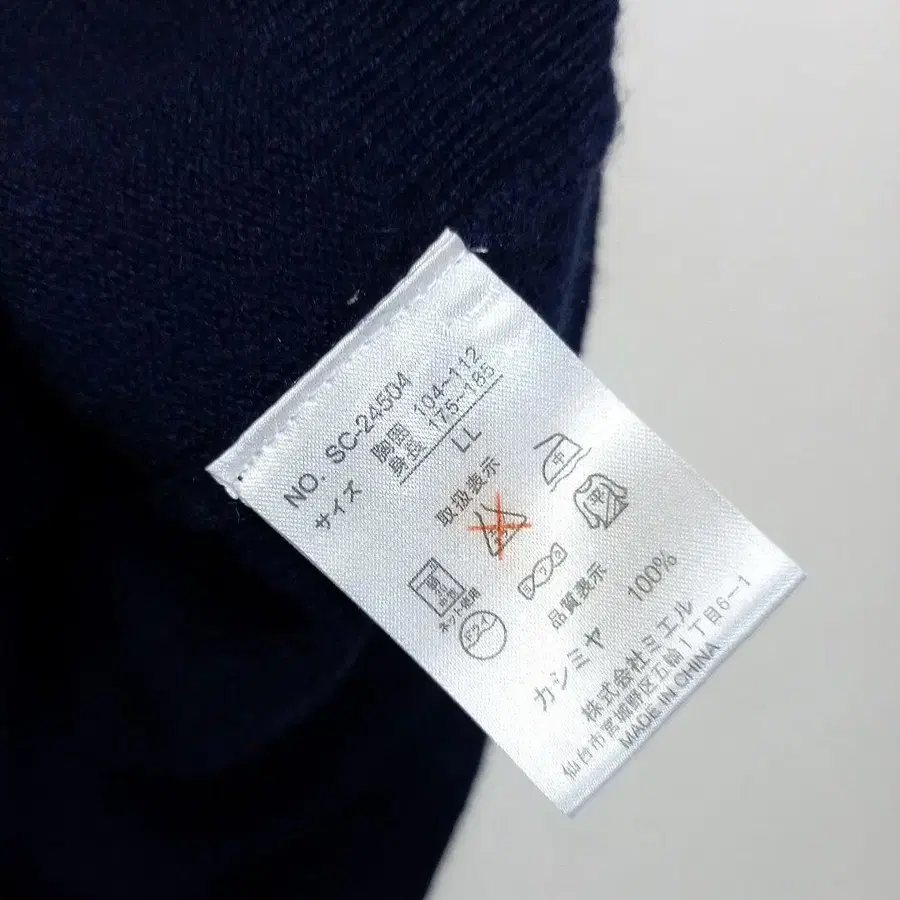 NO. SC-24504
サイズ 胸囲 104~112
身長 175~185
LL
取扱表示
中
ネット使用
ドライ
品質表示
カシミヤ 100%
株式会社ミエル
仙台市宮城野区五輪1丁目6-1
MADE IN CHINA